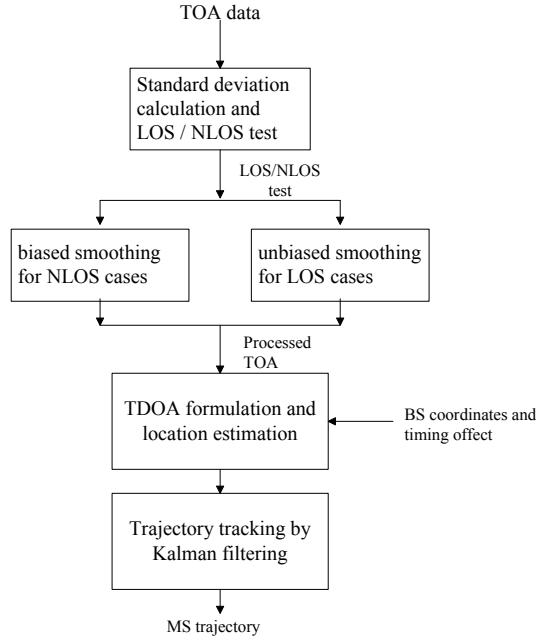 TOA data
Standard deviation
calculation and
LOS / NLOS test
LOS/NLOS
test
biased smoothing
for NLOS cases
unbiased smoothing
for LOS cases
Processed
TOA
TDOA formulation and
location estimation
BS coordinates and
timing offect
Trajectory tracking by
Kalman filtering
MS trajectory